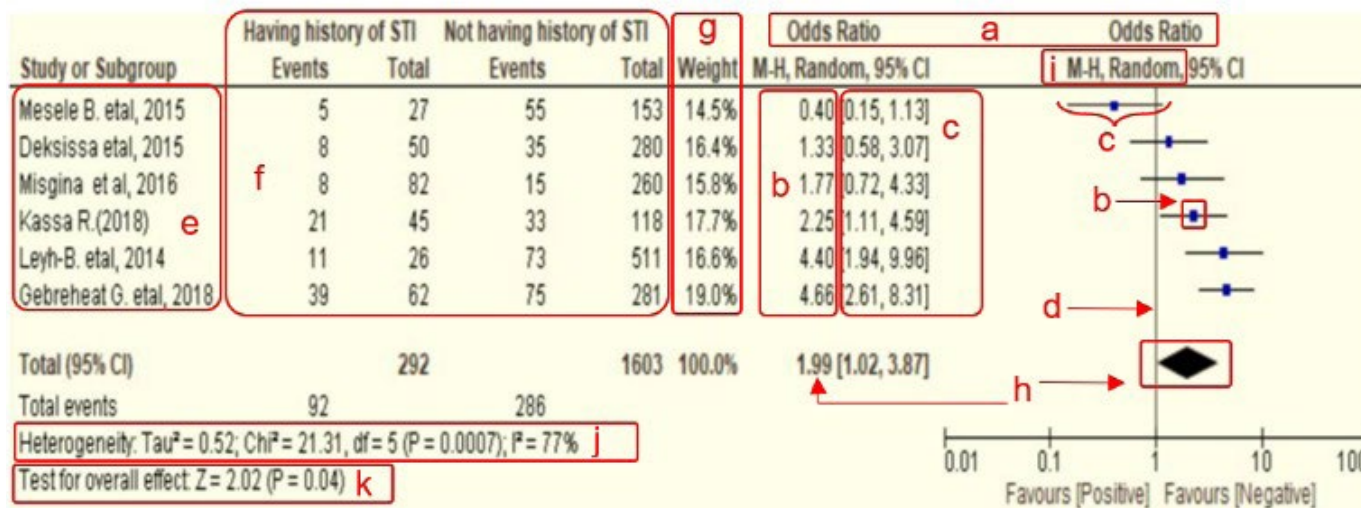 Having history of STI Not having history of STI g Odds Ratio a Odds Ratio
Study or Subgroup Events Total Events Total Weight M-H, Random, 95% CI i M-H, Random, 95% CI
Mesele B. etal, 2015 5 27 55 153 14.5% 0.40 [0.15, 1.13]
Deksissa etal, 2015 8 50 35 280 16.4% 1.33 [0.58, 3.07]
Misgina et al, 2016 8 82 15 260 15.8% 1.77 [0.72, 4.33]
Kassa R.(2018) 21 45 33 118 17.7% 2.25 [1.11, 4.59]
Leyh-B. etal, 2014 11 26 73 511 16.6% 4.40 [1.94, 9.96]
Gebreheat G. etal, 2018 39 62 75 281 19.0% 4.66 [2.61, 8.31]
e f b c c b
d
Total (95% CI) 292 1603 100.0% 1.99 [1.02, 3.87]
h
Total events 92 286
Heterogeneity: Tau² = 0.52; Chi² = 21.31, df = 5 (P = 0.0007); I² = 77% j
Test for overall effect: Z = 2.02 (P = 0.04) k
0.01 0.1 1 10 100
Favours [Positive] Favours [Negative]